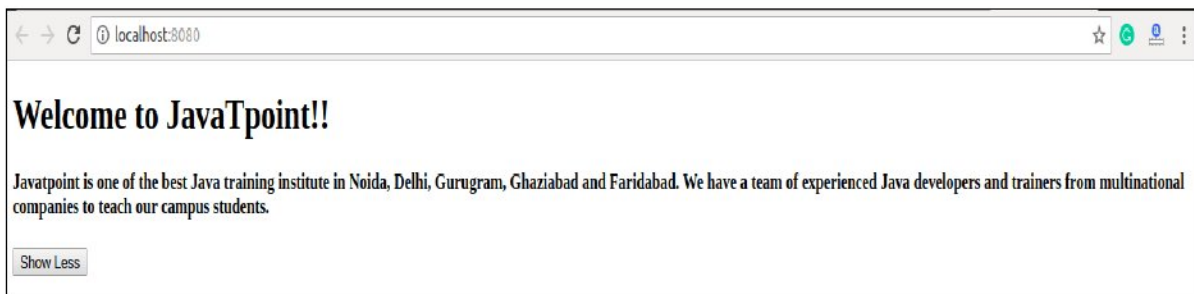 localhost:8080
Welcome to JavaTpoint!!
Javatpoint is one of the best Java training institute in Noida, Delhi, Gurugram, Ghaziabad and Faridabad. We have a team of experienced Java developers and trainers from multinational
companies to teach our campus students.
Show Less